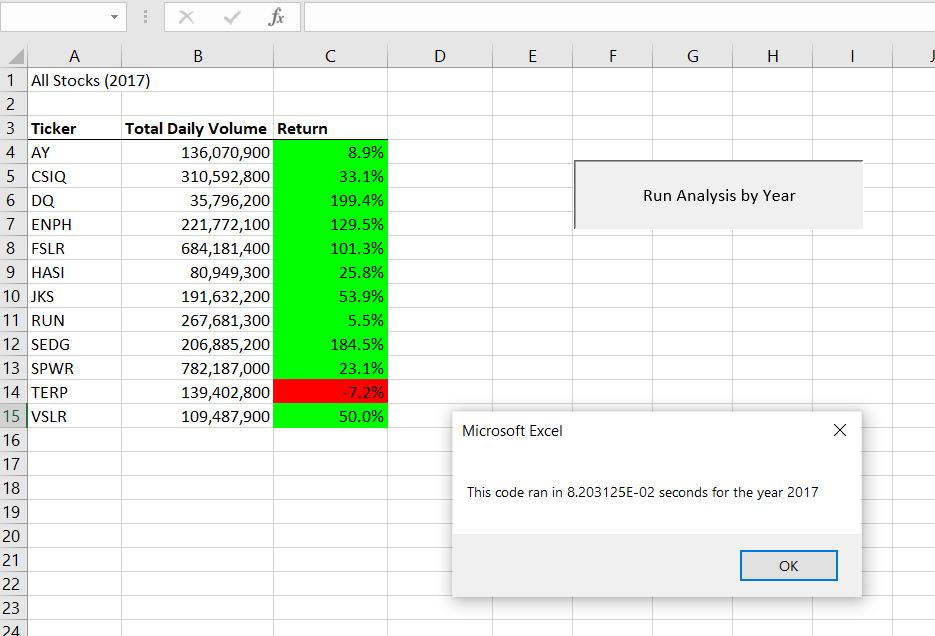 fx
A B C D E F G H I J
1 All Stocks (2017)
2
3 Ticker Total Daily Volume Return
4 AY 136,070,900 8.9%
5 CSIQ 310,592,800 33.1%
6 DQ 35,796,200 199.4%
7 ENPH 221,772,100 129.5%
8 FSLR 684,181,400 101.3%
9 HASI 80,949,300 25.8%
10 JKS 191,632,200 53.9%
11 RUN 267,681,300 5.5%
12 SEDG 206,885,200 184.5%
13 SPWR 782,187,000 23.1%
14 TERP 139,402,800 -7.2%
15 VSLR 109,487,900 50.0%
16
17
18
19
20
21
22
23
24
Run Analysis by Year
Microsoft Excel
This code ran in 8.203125E-02 seconds for the year 2017
OK